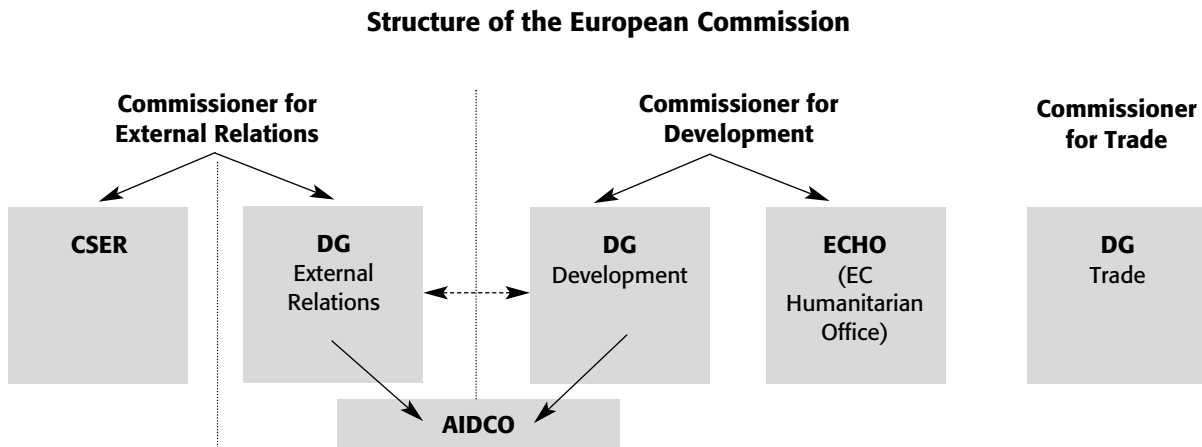 Structure of the European Commission
Commissioner for
External Relations
Commissioner for
Development
Commissioner
for Trade
CSER
DG
External
Relations
DG
Development
ECHO
(EC
Humanitarian
Office)
DG
Trade
AIDCO